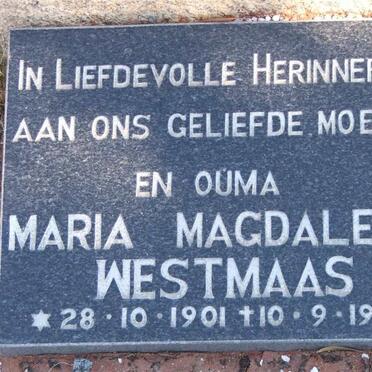 IN LIEFDEVOLLE HERINNER
AAN ONS GELIEFDE MOE
EN OUMA
MARIA MAGDALE
WESTMAAS
✡ 28 · 10 · 1901 † 10 · 9 · 19